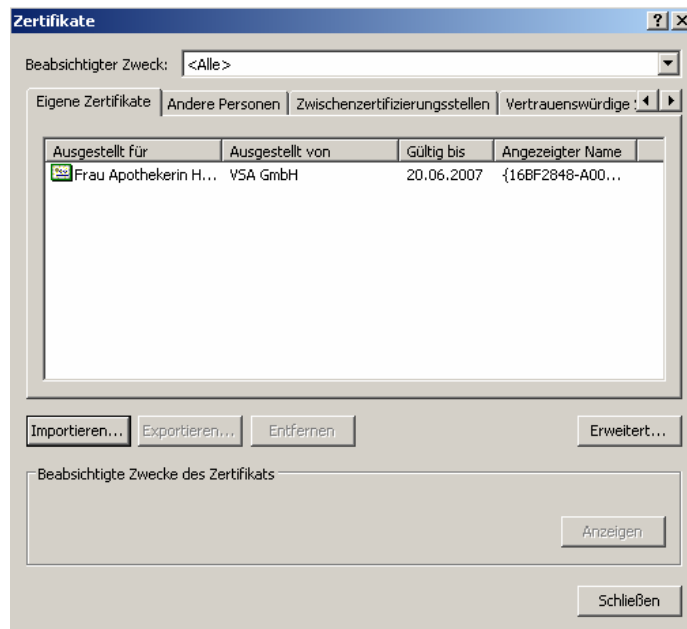 Zertifikate
Beabsichtigter Zweck: <Alle>
Eigene Zertifikate Andere Personen Zwischenzertifizierungsstellen Vertrauenswürdige
Ausgestellt für Ausgestellt von Gültig bis Angezeigter Name
Frau Apothekerin H... VSA GmbH 20.06.2007 {16BF2848-A00...
Importieren... Exportieren... Entfernen Erweitert...
Beabsichtigte Zwecke des Zertifikats
Anzeigen
Schließen